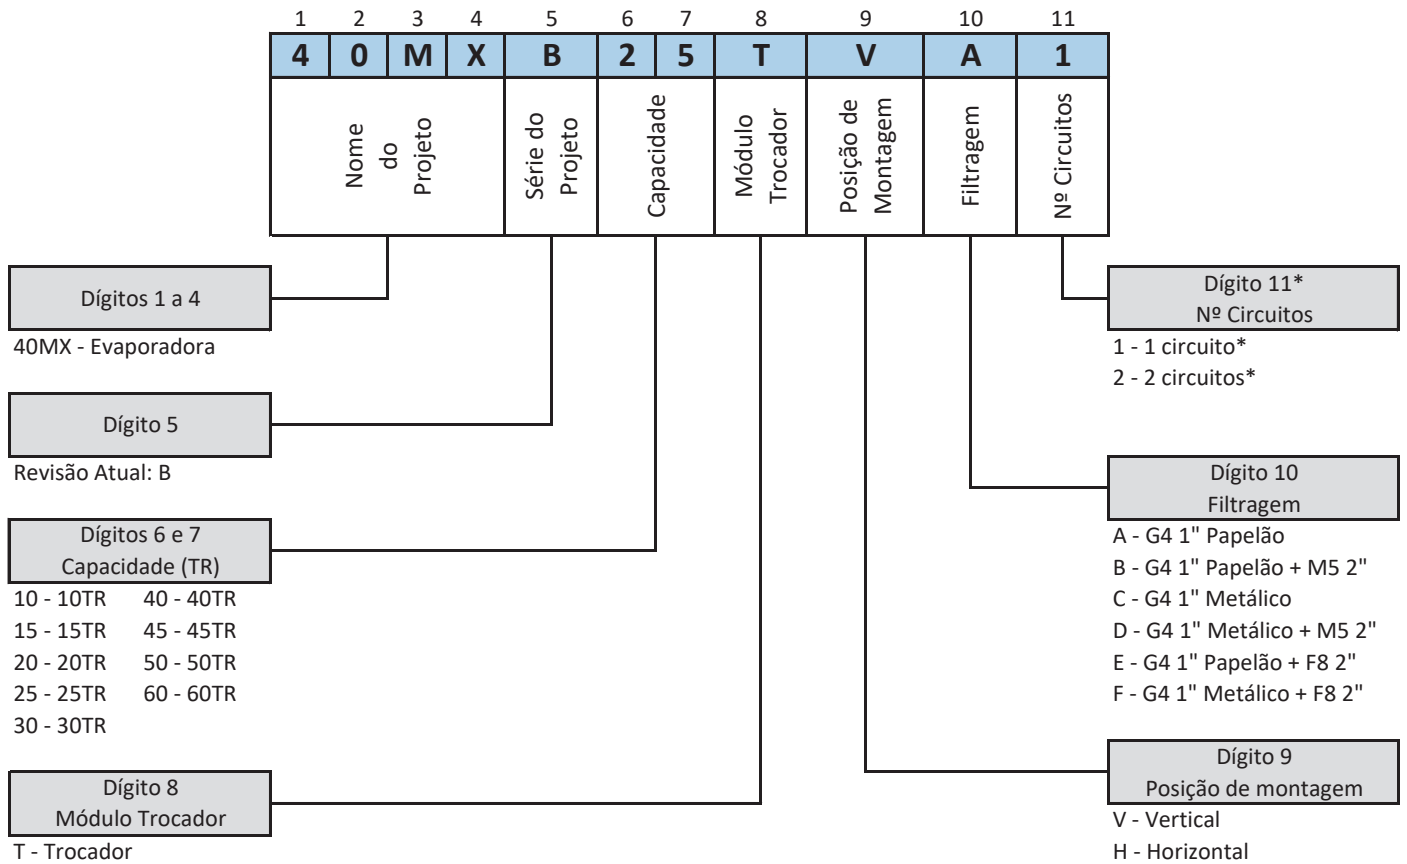 1 2 3 4 5 6 7 8 9 10 11
4 0 M X B 2 5 T V A 1
Nome
do
Projeto
Série do
Projeto
Capacidade
Módulo
Trocador
Posição de
Montagem
Filtragem
Nº Circuitos
Dígitos 1 a 4
40MX - Evaporadora
Dígito 5
Revisão Atual: B
Dígitos 6 e 7
Capacidade (TR)
10 - 10TR 40 - 40TR
15 - 15TR 45 - 45TR
20 - 20TR 50 - 50TR
25 - 25TR 60 - 60TR
30 - 30TR
Dígito 8
Módulo Trocador
T - Trocador
Dígito 11*
Nº Circuitos
1 - 1 circuito*
2 - 2 circuitos*
Dígito 10
Filtragem
A - G4 1" Papelão
B - G4 1" Papelão + M5 2"
C - G4 1" Metálico
D - G4 1" Metálico + M5 2"
E - G4 1" Papelão + F8 2"
F - G4 1" Metálico + F8 2"
Dígito 9
Posição de montagem
V - Vertical
H - Horizontal